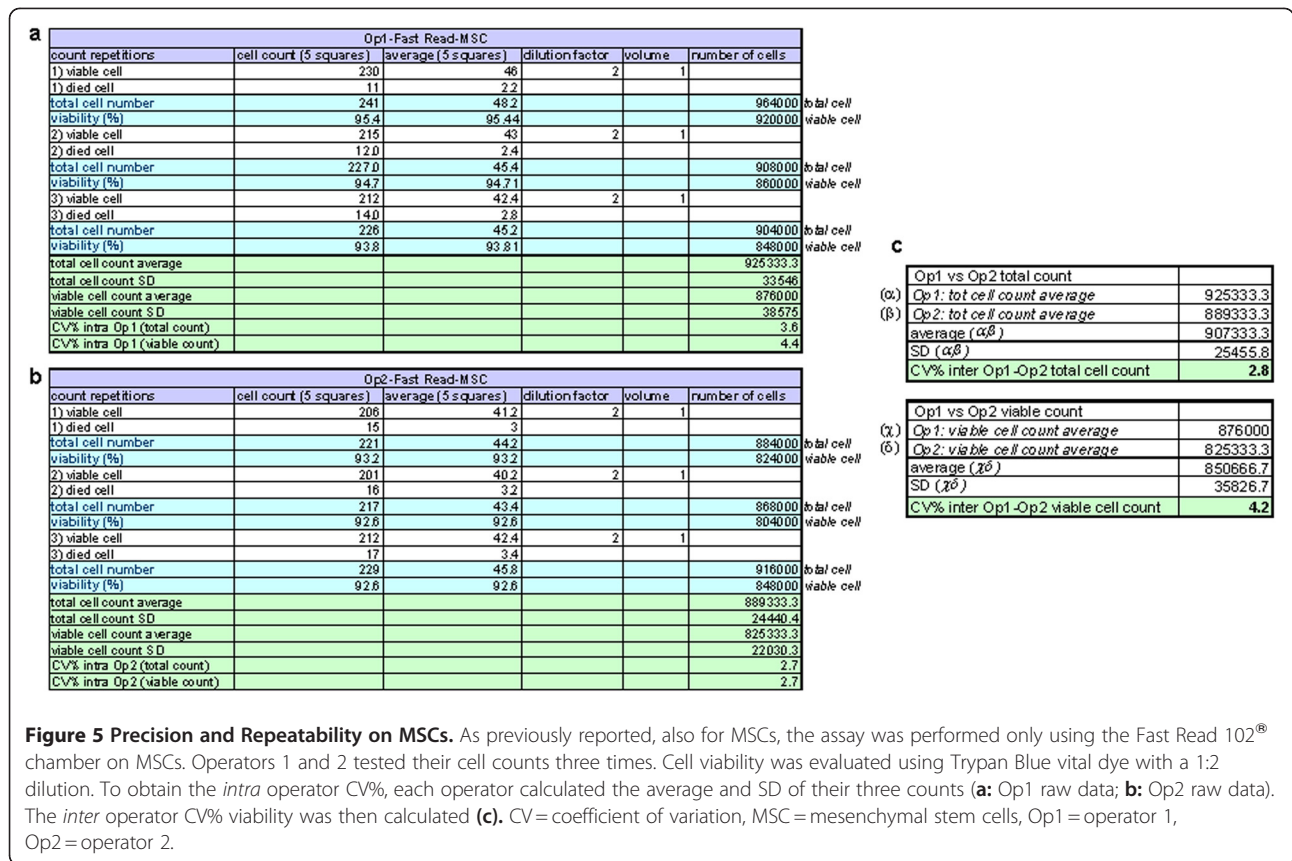 a
Op1-Fast Read-MSC
count repetitions cell count (5 squares) average (5 squares) dilution factor volume number of cells
1) viable cell 230 46 2 1
1) died cell 11 2.2
total cell number 241 48.2 964000 total cell
viability (%) 95.4 95.44 920000 viable cell
2) viable cell 215 43 2 1
2) died cell 12.0 2.4
total cell number 227.0 45.4 908000 total cell
viability (%) 94.7 94.71 860000 viable cell
3) viable cell 212 42.4 2 1
3) died cell 14.0 2.8
total cell number 226 45.2 904000 total cell
viability (%) 93.8 93.81 848000 viable cell
total cell count average 925333.3
total cell count SD 33546
viable cell count average 876000
viable cell count SD 38575
CV% intra Op1 (total count) 3.6
CV% intra Op1 (viable count) 4.4
b
Op2-Fast Read-MSC
count repetitions cell count (5 squares) average (5 squares) dilution factor volume number of cells
1) viable cell 206 41.2 2 1
1) died cell 15 3
total cell number 221 44.2 884000 total cell
viability (%) 93.2 93.2 824000 viable cell
2) viable cell 201 40.2 2 1
2) died cell 16 3.2
total cell number 217 43.4 868000 total cell
viability (%) 92.6 92.6 804000 viable cell
3) viable cell 212 42.4 2 1
3) died cell 17 3.4
total cell number 229 45.8 916000 total cell
viability (%) 92.6 92.6 848000 viable cell
total cell count average 889333.3
total cell count SD 24440.4
viable cell count average 825333.3
viable cell count SD 22030.3
CV% intra Op2 (total count) 2.7
CV% intra Op2 (viable count) 2.7
c
Op1 vs Op2 total count
(α) Op1: tot cell count average 925333.3
(β) Op2: tot cell count average 889333.3
average (αβ) 907333.3
SD (αβ) 25455.8
CV% inter Op1-Op2 total cell count 2.8
Op1 vs Op2 viable count
(χ) Op1: viable cell count average 876000
(δ) Op2: viable cell count average 825333.3
average (χδ) 850666.7
SD (χδ) 35826.7
CV% inter Op1-Op2 viable cell count 4.2
Figure 5 Precision and Repeatability on MSCs. As previously reported, also for MSCs, the assay was performed only using the Fast Read 102®
chamber on MSCs. Operators 1 and 2 tested their cell counts three times. Cell viability was evaluated using Trypan Blue vital dye with a 1:2
dilution. To obtain the intra operator CV%, each operator calculated the average and SD of their three counts (a: Op1 raw data; b: Op2 raw data).
The inter operator CV% viability was then calculated (c). CV = coefficient of variation, MSC = mesenchymal stem cells, Op1 = operator 1,
Op2 = operator 2.